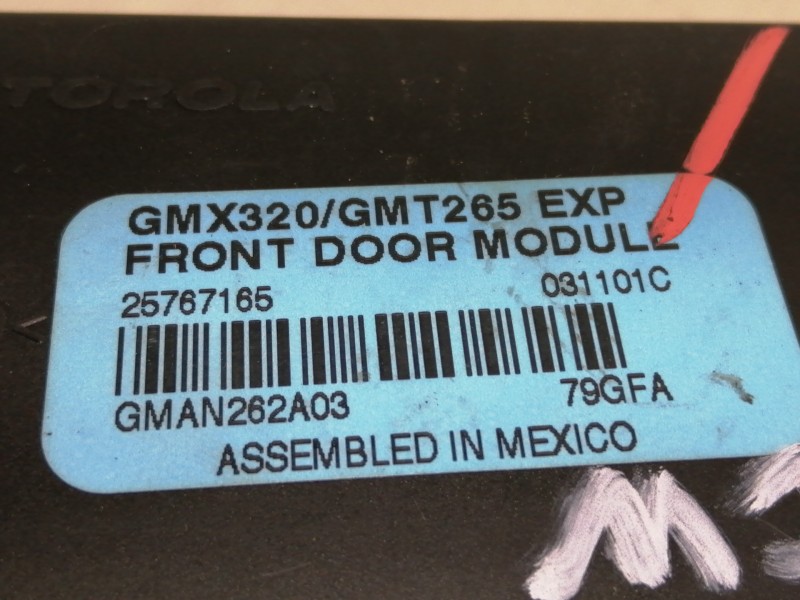 TOROLA
GMX320/GMT265 EXP
FRONT DOOR MODULE
25767165 031101C
GMAN262A03 79GFA
ASSEMBLED IN MEXICO